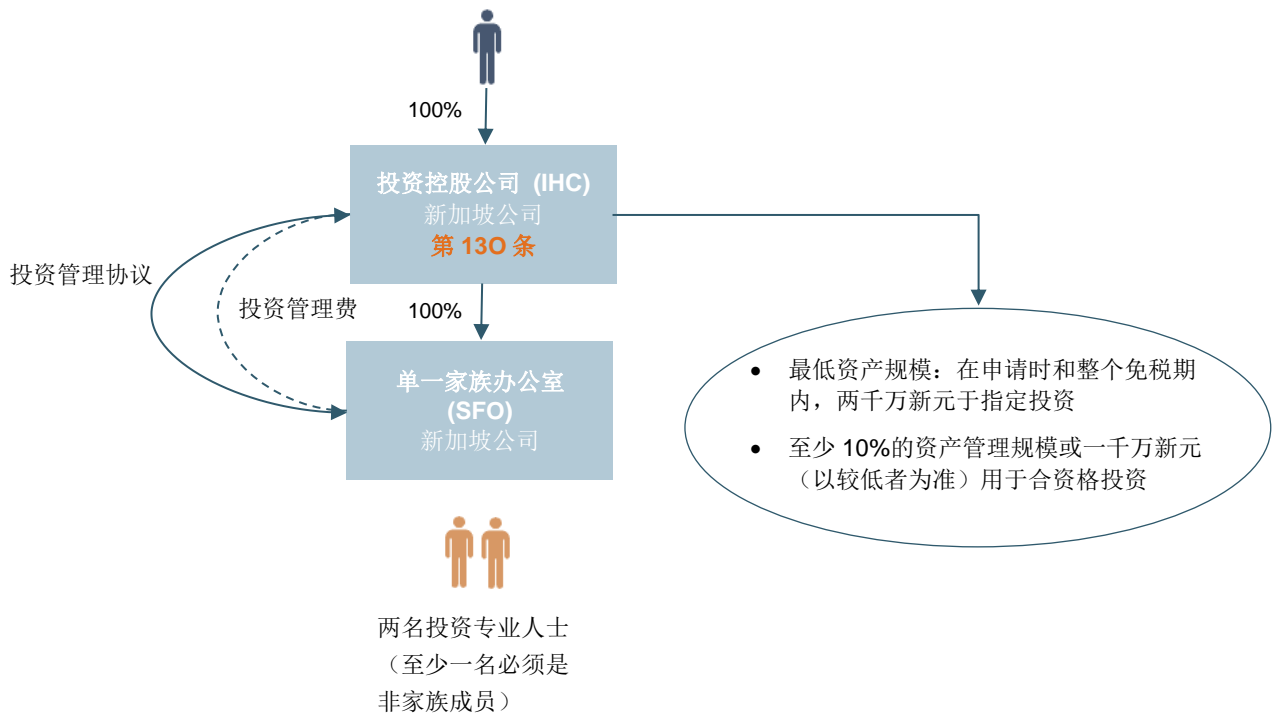 100%
投资控股公司 (IHC)
新加坡公司
第 13O 条
投资管理协议
投资管理费
100%
单一家族办公室
(SFO)
新加坡公司
• 最低资产规模：在申请时和整个免税期
内，两千万新元于指定投资
• 至少 10%的资产管理规模或一千万新元
（以较低者为准）用于合资格投资
两名投资专业人士
（至少一名必须是
非家族成员）